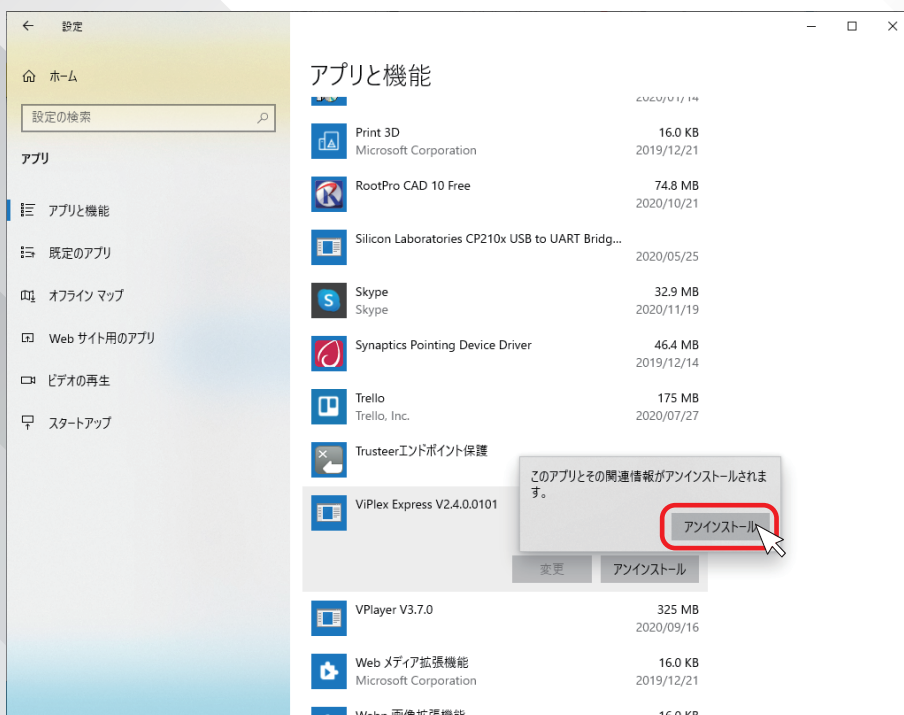 設定
ホーム
設定の検索
アプリ
アプリと機能
既定のアプリ
オフライン マップ
Web サイト用のアプリ
ビデオの再生
スタートアップ
アプリと機能
2020/01/14
Print 3D 16.0 KB
Microsoft Corporation 2019/12/21
RootPro CAD 10 Free 74.8 MB
2020/10/21
Silicon Laboratories CP210x USB to UART Bridg...
2020/05/25
Skype 32.9 MB
Skype 2020/11/19
Synaptics Pointing Device Driver 46.4 MB
2019/12/14
Trello 175 MB
Trello, Inc. 2020/07/27
Trusteerエンドポイント保護
このアプリとその関連情報がアンインストールされま
す。
アンインストール
ViPlex Express V2.4.0.0101
変更 アンインストール
VPlayer V3.7.0 325 MB
2020/09/16
Web メディア拡張機能 16.0 KB
Microsoft Corporation 2019/12/21
Webp 画像拡張機能 16.0 KB